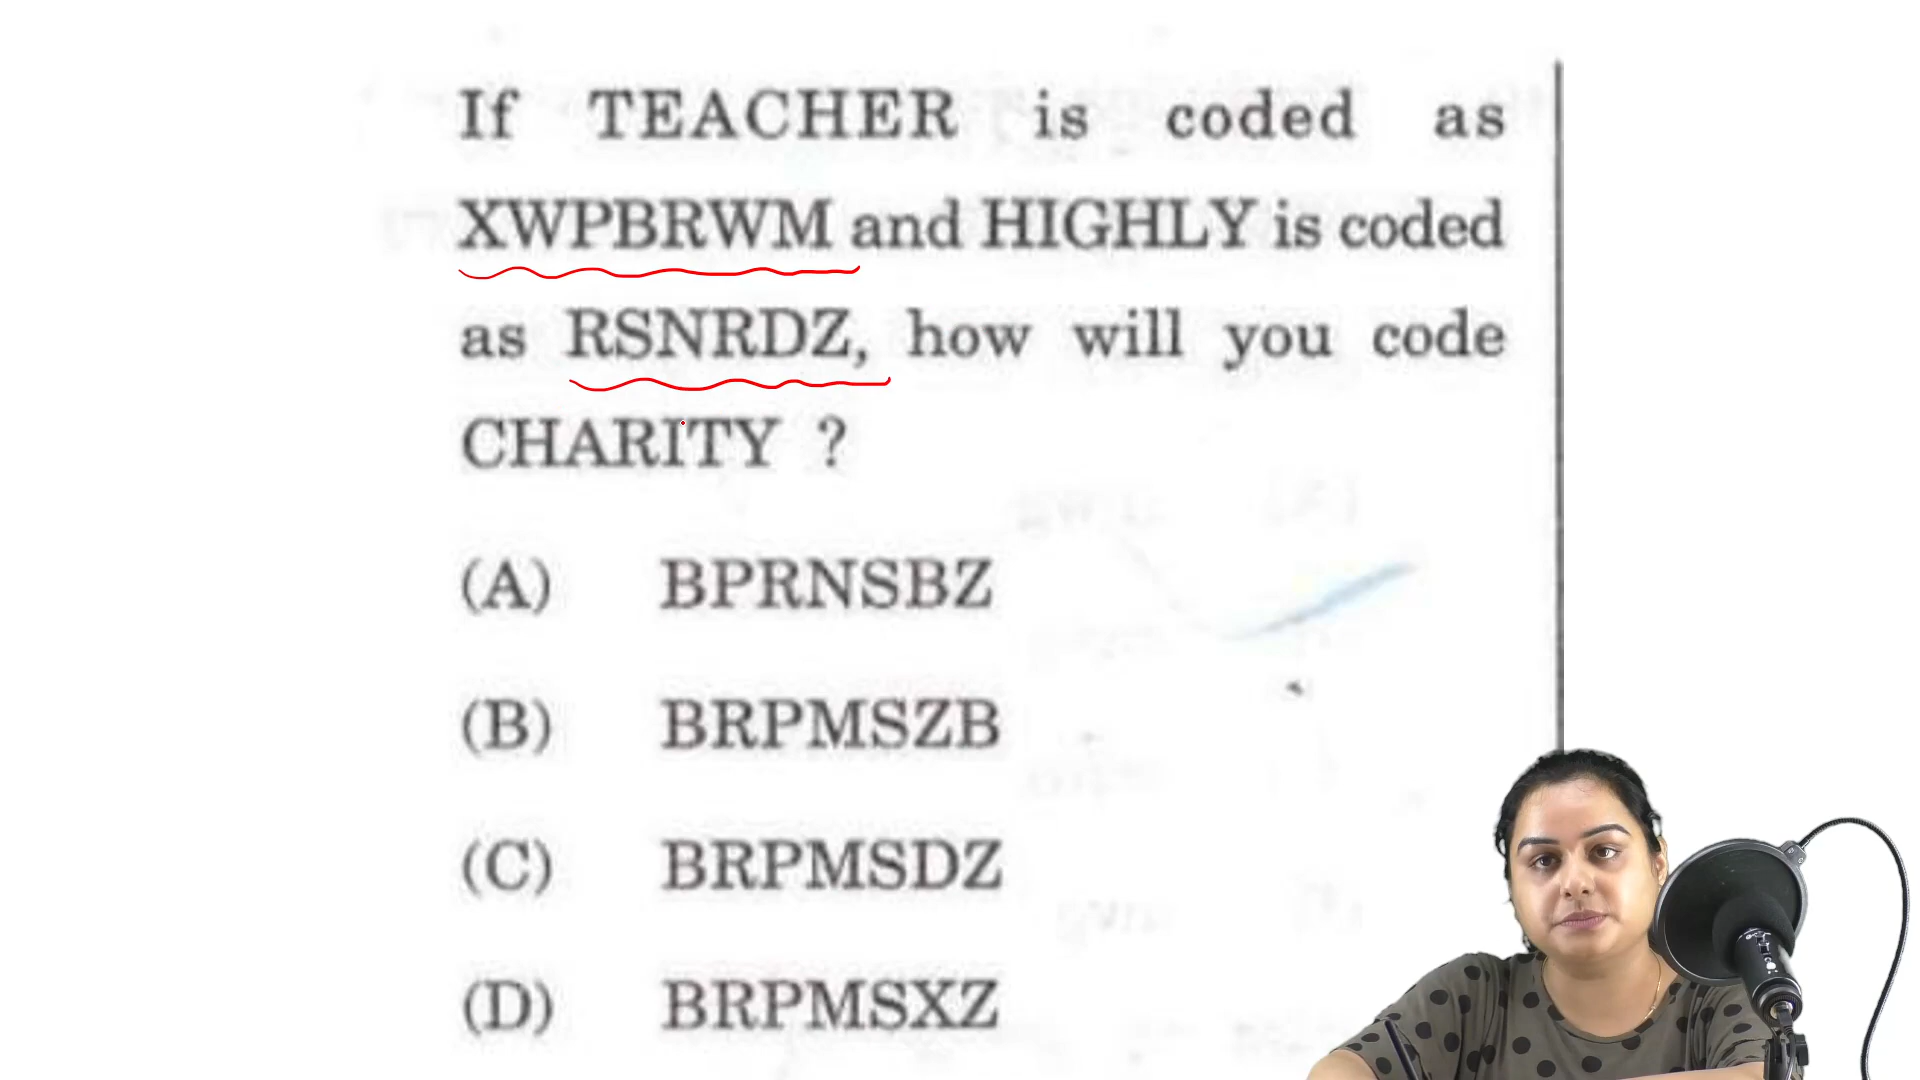 If TEACHER is coded as
XWPBRWM and HIGHLY is coded
as RSNRDZ, how will you code
CHARITY ?
(A) BPRNSBZ
(B) BRPMSZB
(C) BRPMSDZ
(D) BRPMSXZ